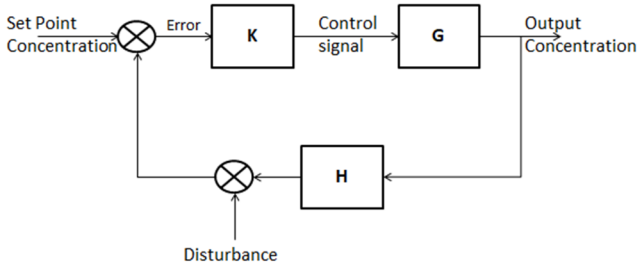 Set Point
Concentration
Error
K
Control
signal
G
Output
Concentration
H
Disturbance